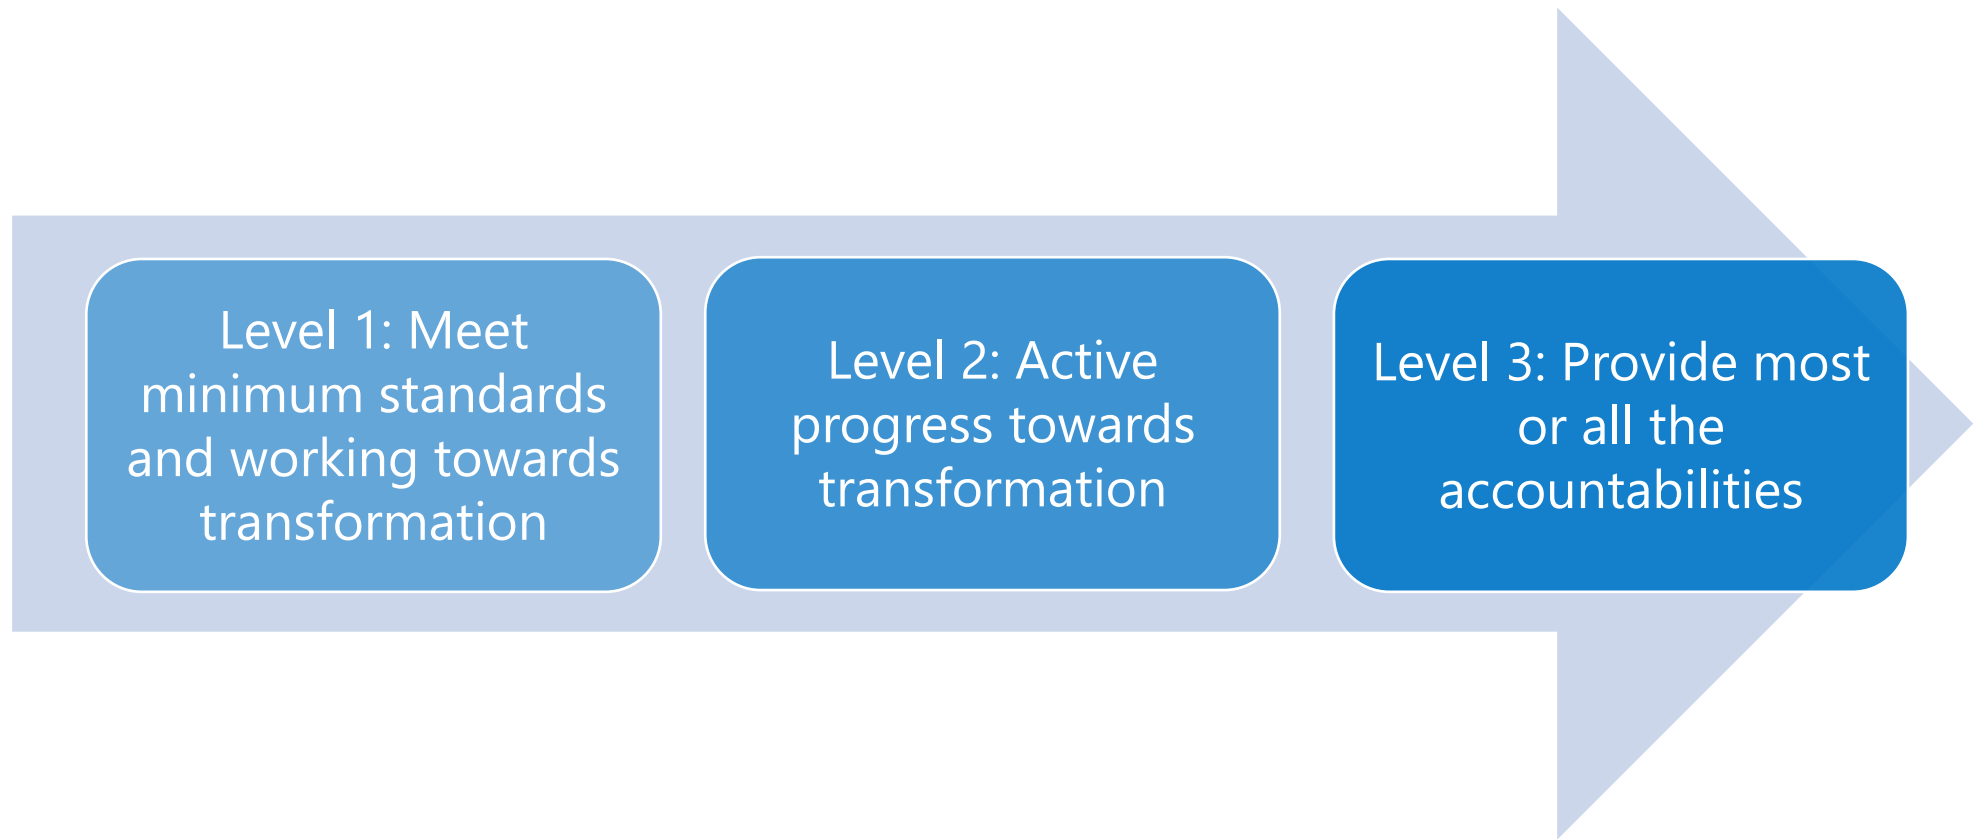 Level 1: Meet
minimum standards
and working towards
transformation
Level 2: Active
progress towards
transformation
Level 3: Provide most
or all the
accountabilities